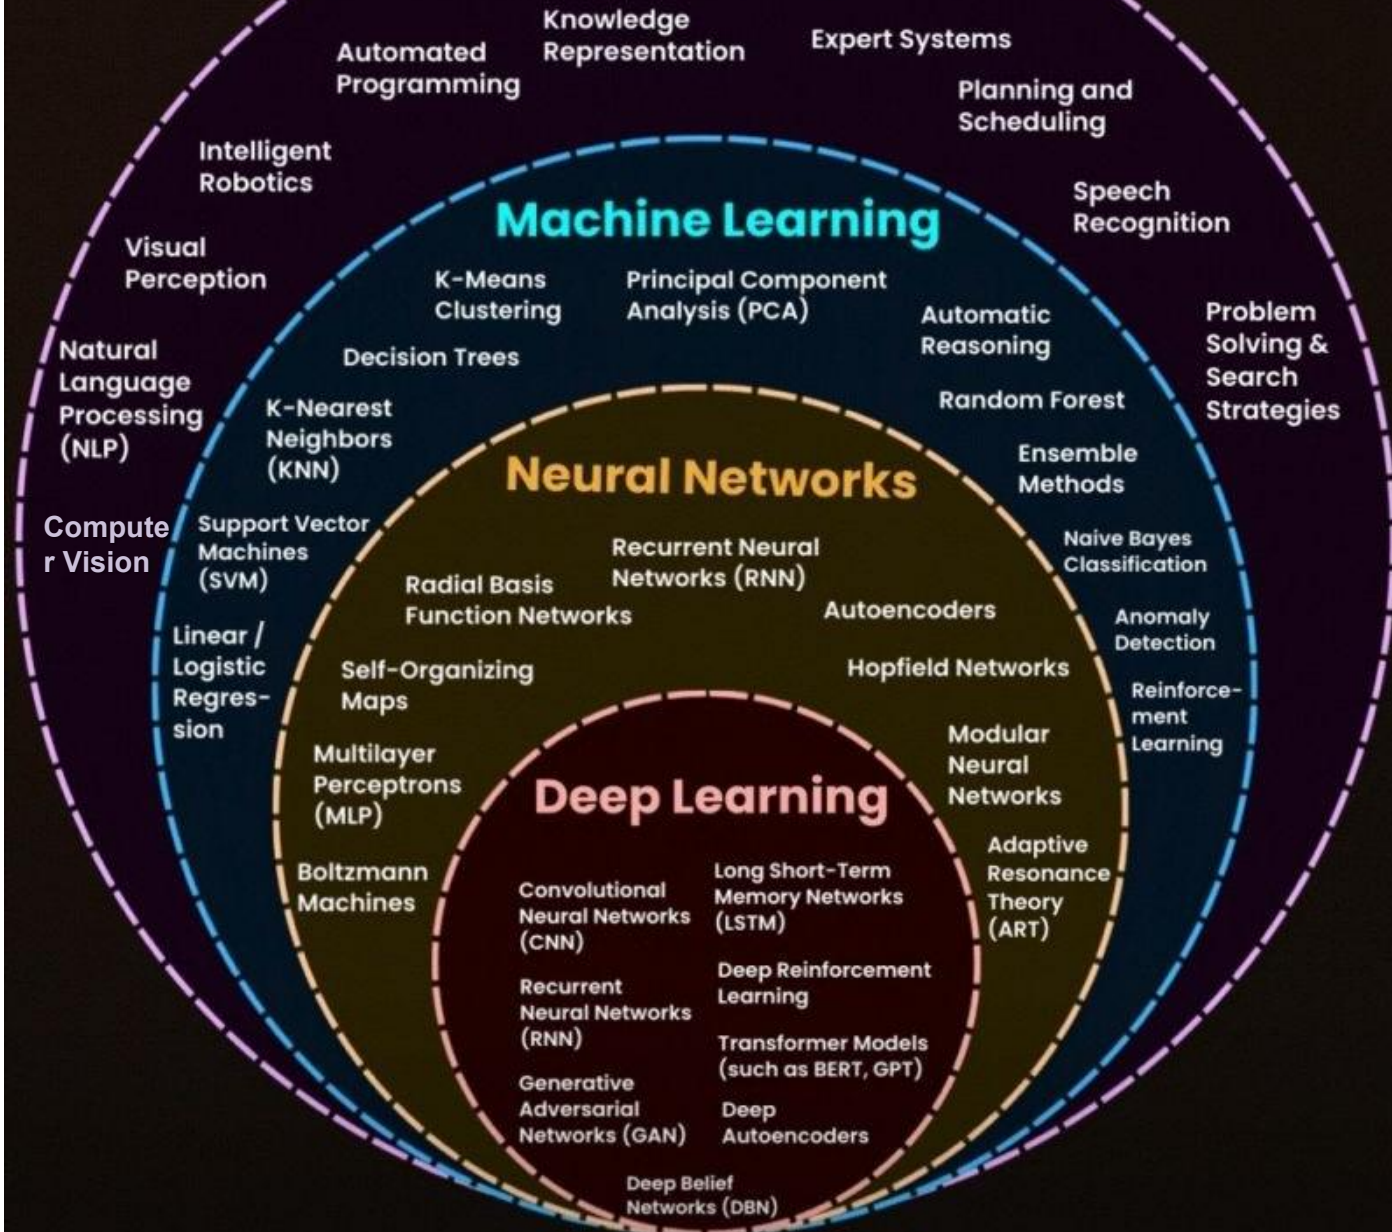 Knowledge
Representation
Expert Systems
Automated
Programming
Planning and
Scheduling
Intelligent
Robotics
Speech
Recognition
Visual
Perception
Problem
Solving &
Search
Strategies
Natural
Language
Processing
(NLP)
Compute
r Vision
Machine Learning
K-Means
Clustering
Principal Component
Analysis (PCA)
Automatic
Reasoning
Decision Trees
Random Forest
K-Nearest
Neighbors
(KNN)
Ensemble
Methods
Support Vector
Machines
(SVM)
Naive Bayes
Classification
Linear /
Logistic
Regres-
sion
Anomaly
Detection
Reinforce-
ment
Learning
Neural Networks
Recurrent Neural
Networks (RNN)
Radial Basis
Function Networks
Autoencoders
Self-Organizing
Maps
Hopfield Networks
Multilayer
Perceptrons
(MLP)
Modular
Neural
Networks
Boltzmann
Machines
Adaptive
Resonance
Theory
(ART)
Deep Learning
Convolutional
Neural Networks
(CNN)
Long Short-Term
Memory Networks
(LSTM)
Recurrent
Neural Networks
(RNN)
Deep Reinforcement
Learning
Generative
Adversarial
Networks (GAN)
Transformer Models
(such as BERT, GPT)
Deep
Autoencoders
Deep Belief
Networks (DBN)